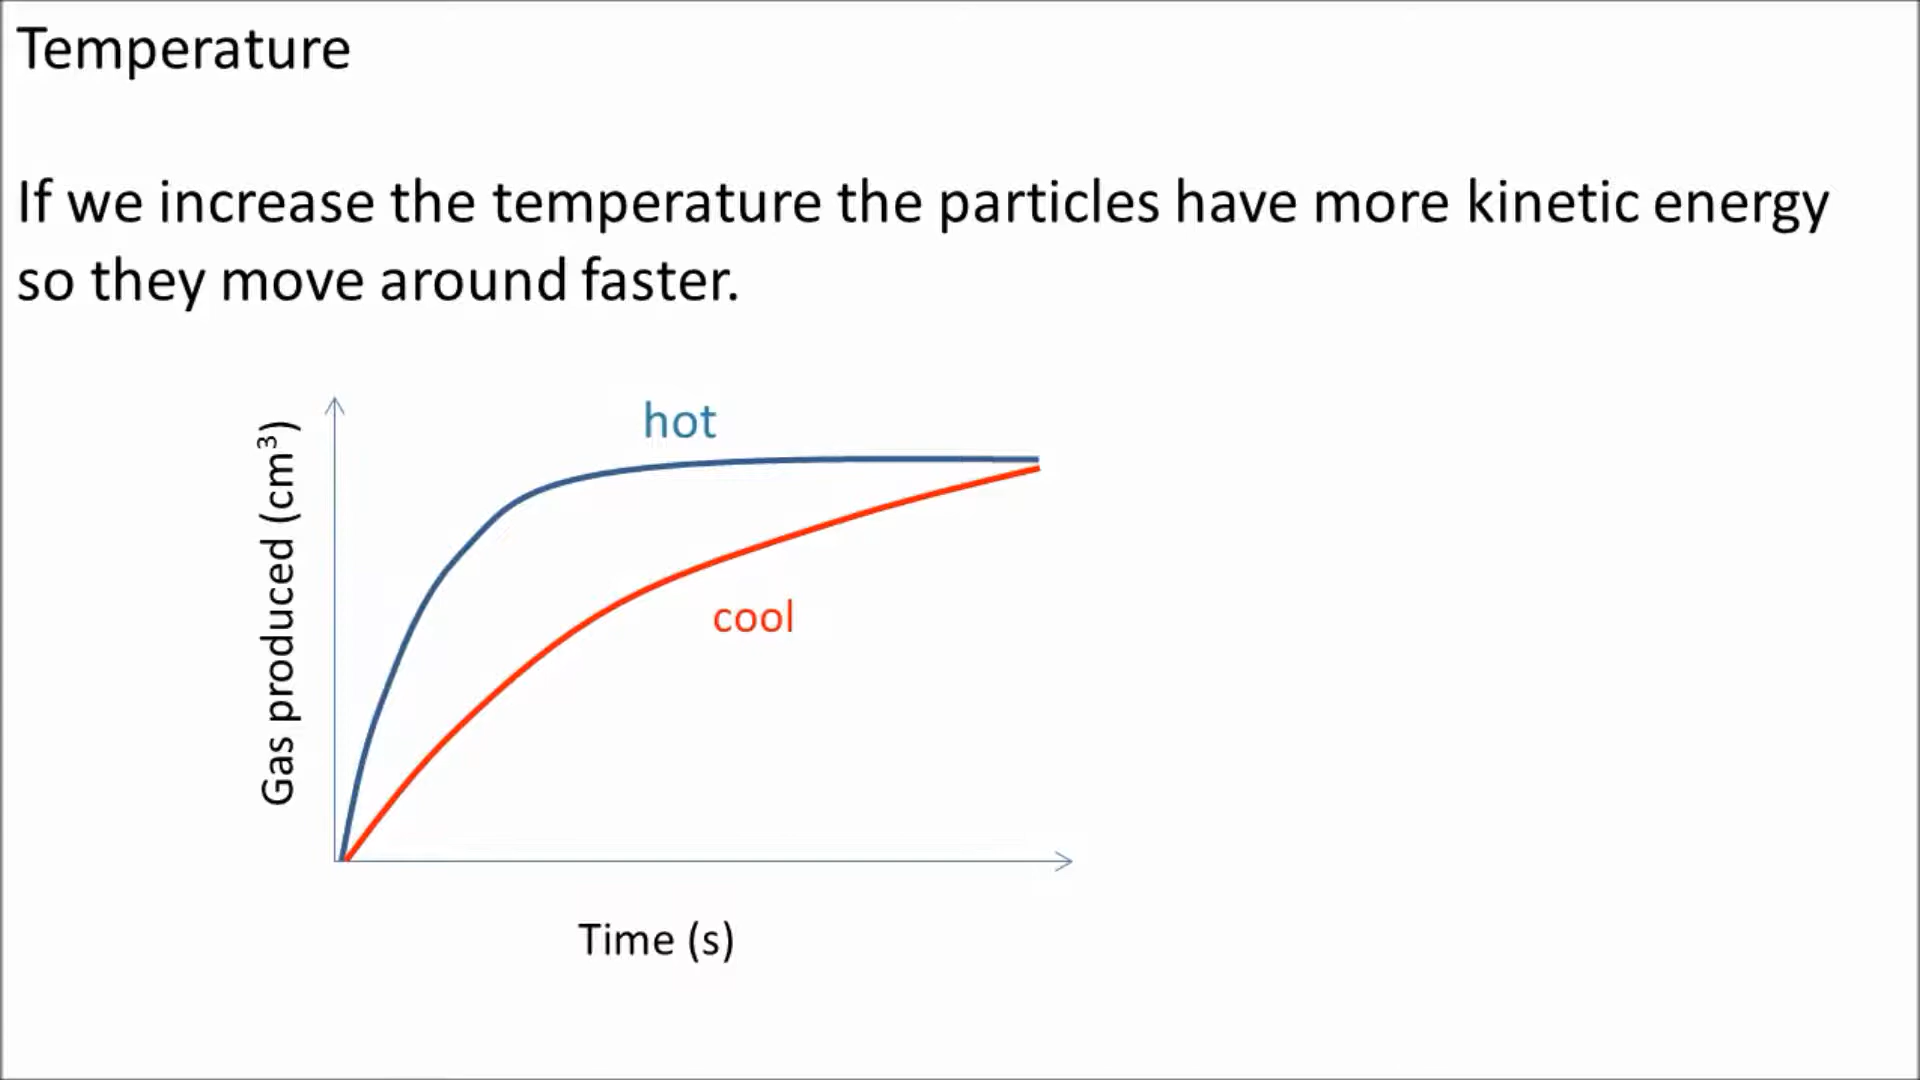 Temperature
If we increase the temperature the particles have more kinetic energy
so they move around faster.
hot
Gas produced (cm³)
cool
Time (s)